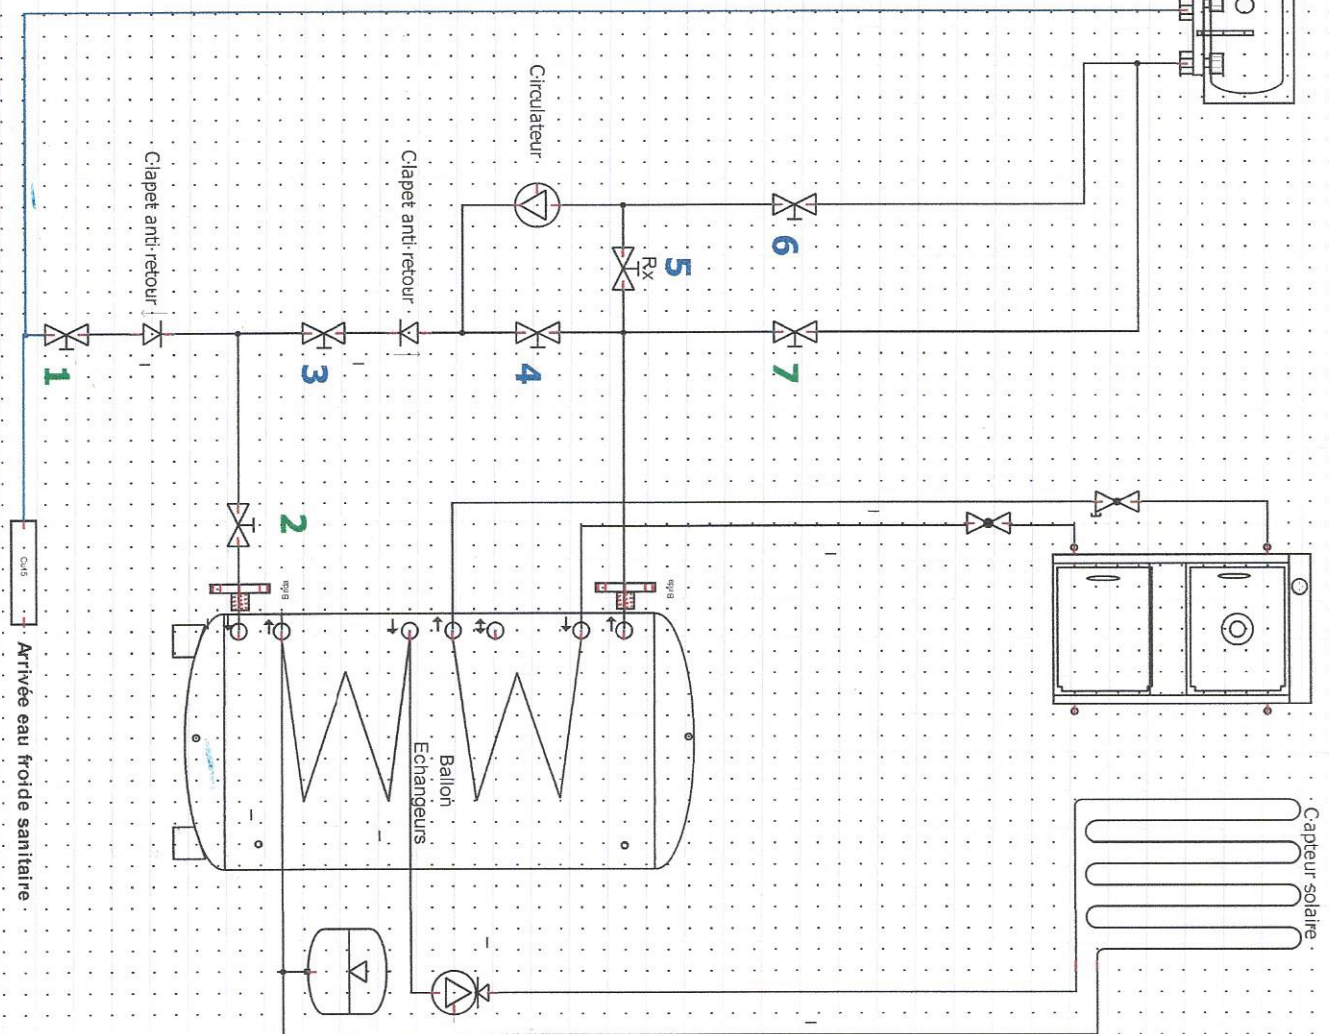 Circulateur
Clapet anti-retour
Clapet anti-retour
6
5
Rx
1
3
4
7
2
Cu15
Arrivée eau froide sanitaire
Ballon
Echangeurs
Capteur solaire